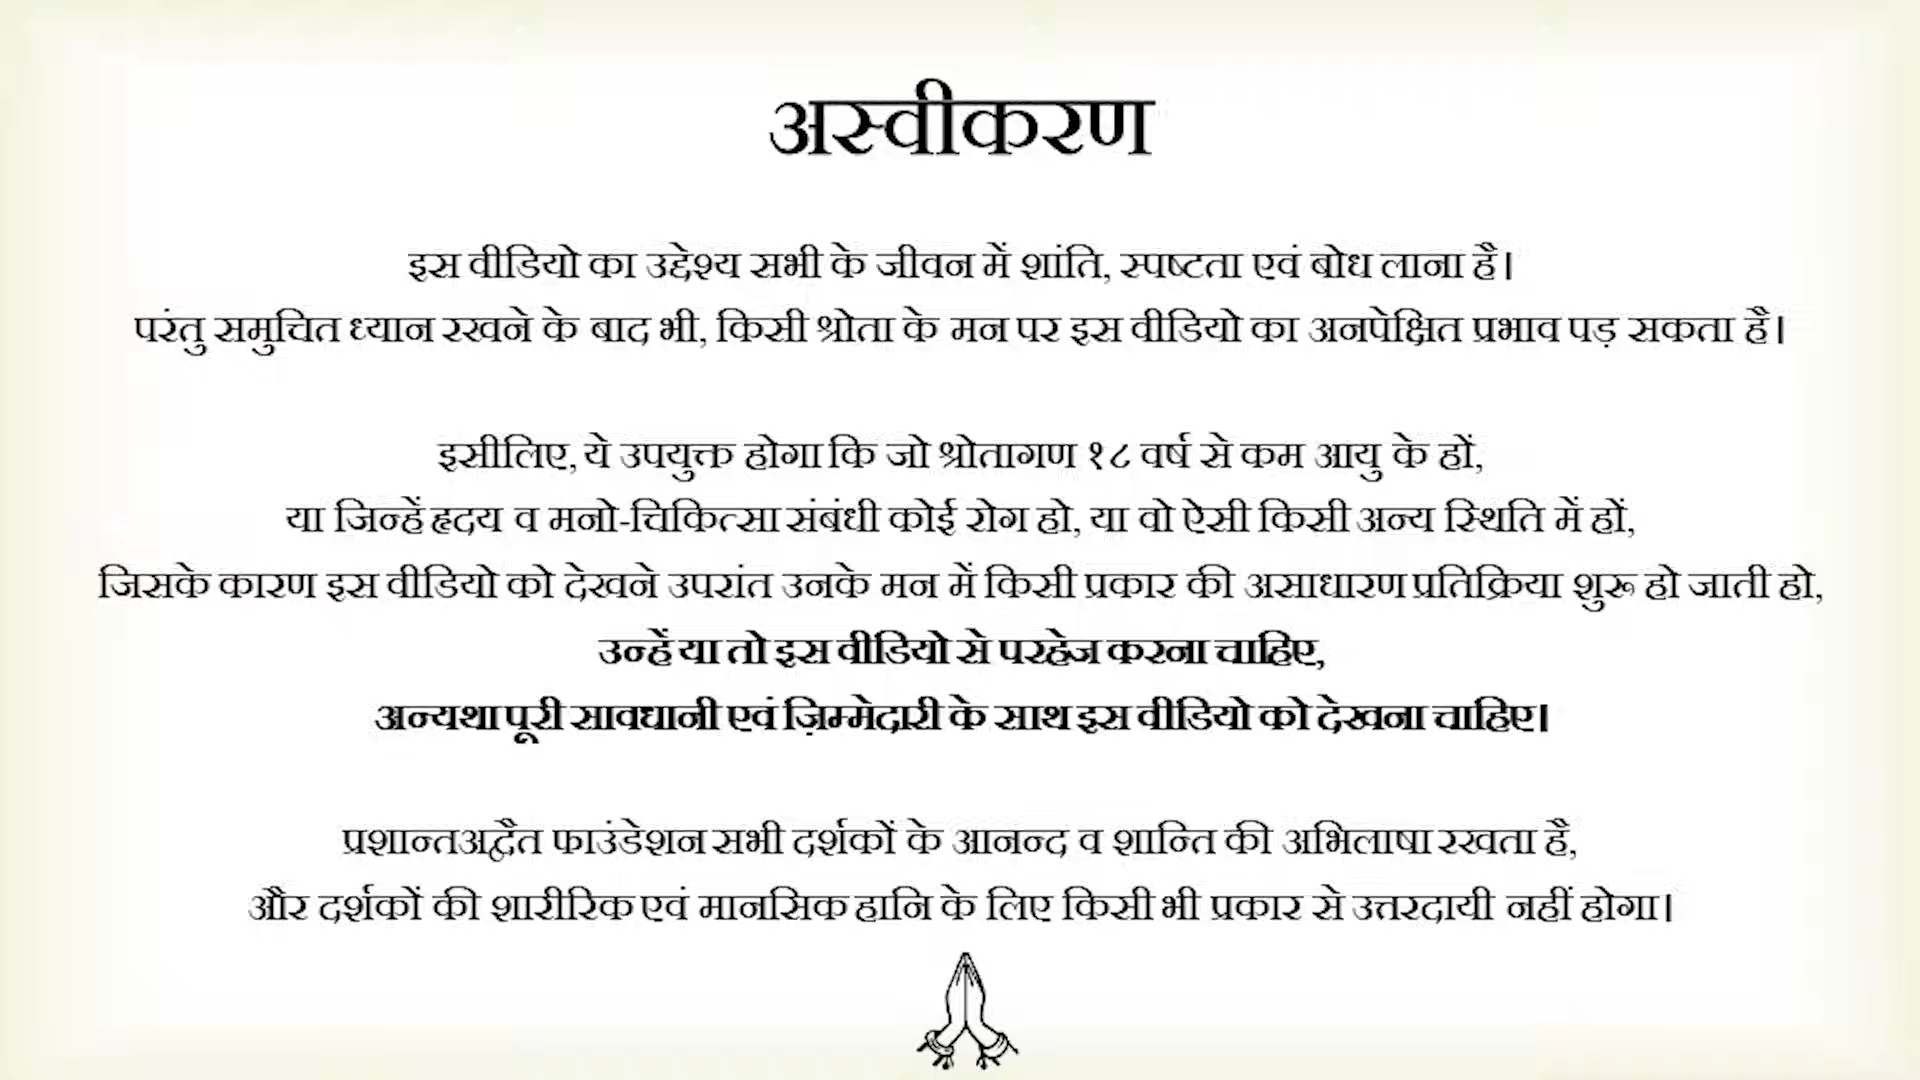 अस्वीकरण
इस वीडियो का उद्देश्य सभी के जीवन में शांति, स्पष्टता एवं बोध लाना है।
परंतु समुचित ध्यान रखने के बाद भी, किसी श्रोता के मन पर इस वीडियो का अनपेक्षित प्रभाव पड़ सकता है।
इसीलिए, ये उपयुक्त होगा कि जो श्रोतागण १८ वर्ष से कम आयु के हों,
या जिन्हें हृदय व मनो-चिकित्सा संबंधी कोई रोग हो, या वो ऐसी किसी अन्य स्थिति में हों,
जिसके कारण इस वीडियो को देखने उपरांत उनके मन में किसी प्रकार की असाधारण प्रतिक्रिया शुरू हो जाती हो,
उन्हें या तो इस वीडियो से परहेज करना चाहिए,
अन्यथा पूरी सावधानी एवं ज़िम्मेदारी के साथ इस वीडियो को देखना चाहिए।
प्रशान्तअद्वैत फाउंडेशन सभी दर्शकों के आनन्द व शान्ति की अभिलाषा रखता है,
और दर्शकों की शारीरिक एवं मानसिक हानि के लिए किसी भी प्रकार से उत्तरदायी नहीं होगा।